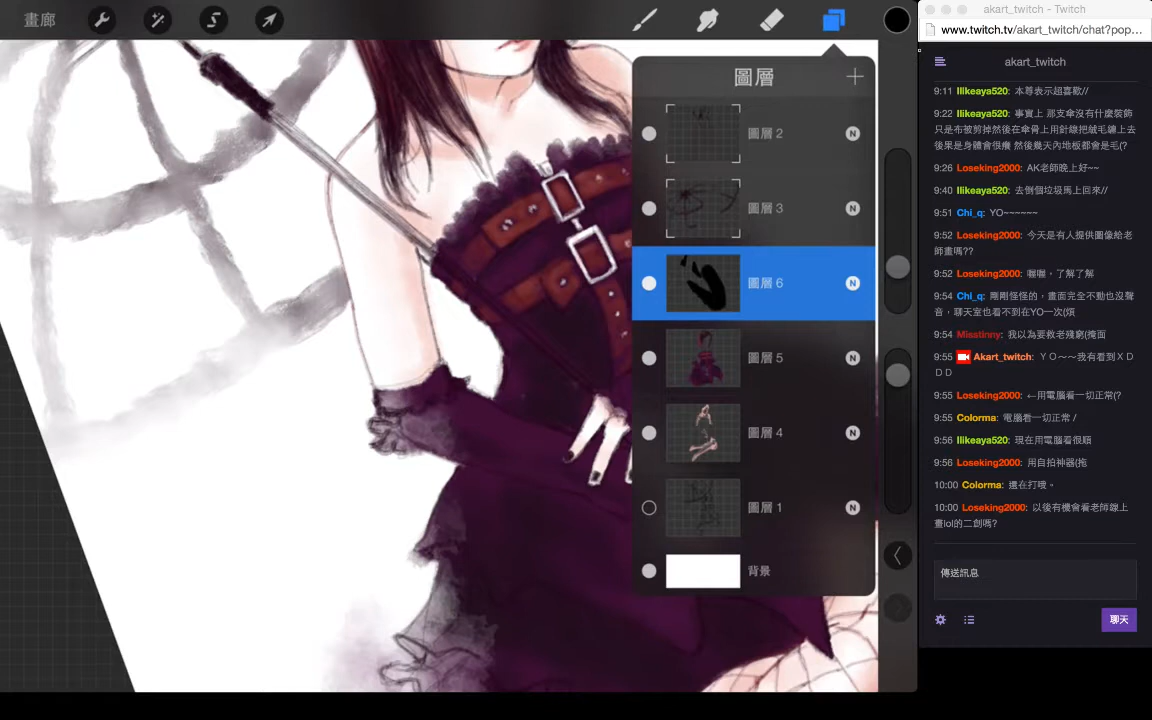 畫廊
圖層
圖層 2
N
圖層 3
N
圖層 6
N
圖層 5
N
圖層 4
N
圖層 1
N
背景
akart_twitch - Twitch
www.twitch.tv/akart_twitch/chat?pop...
akart_twitch
9:11 Ilikeaya520: 本尊表示超喜歡//
9:22 Ilikeaya520: 事實上 那支傘沒有什麼裝飾
只是布被剪掉然後在傘骨上用針線把絨毛纏上去
後果是身體會很癢 然後幾天內地板都會是毛(?
9:26 Loseking2000: AK老師晚上好~~
9:40 Ilikeaya520: 去倒個垃圾馬上回來//
9:51 Chi_q: YO~~~~~~
9:52 Loseking2000: 今天是有人提供圖像給老
師畫嗎??
9:52 Loseking2000: 喔喔，了解了解
9:54 Chi_q: 剛剛怪怪的，畫面完全不動也沒聲
音，聊天室也看不到在YO一次(煩
9:54 Misstinny: 我以為要救老殘窮(掩面
9:55 Akart_twitch: ＹＯ～～我有看到ＸＤ
ＤＤ
9:55 Loseking2000: ←用電腦看一切正常(?
9:55 Colorma: 電腦看一切正常 /
9:56 Ilikeaya520: 現在用電腦看很順
9:56 Loseking2000: 用自拍神器(拖
10:00 Colorma: 還在打噴。
10:00 Loseking2000: 以後有機會看老師線上
畫lol的二創嗎?
傳送訊息
聊天